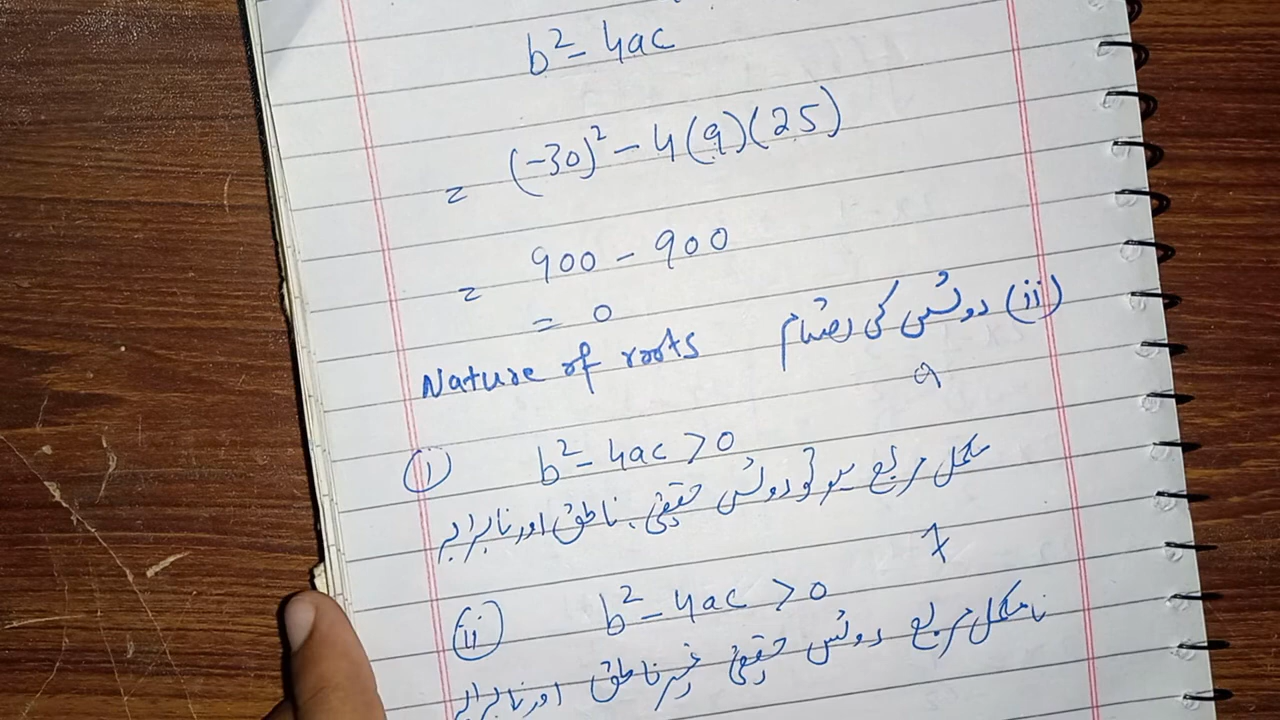 b² - 4ac
= (-30)² - 4(9)(25)
= 900 - 900
= 0
(ii) روٹس کی اقسام Nature of roots
9
(i) b² - 4ac > 0
مکمل مربع ہو تو روٹس حقیقی، ناطق اور نابرابر
7
(ii) b² - 4ac > 0
نامکمل مربع روٹس حقیقی غیر ناطق اور نابرابر